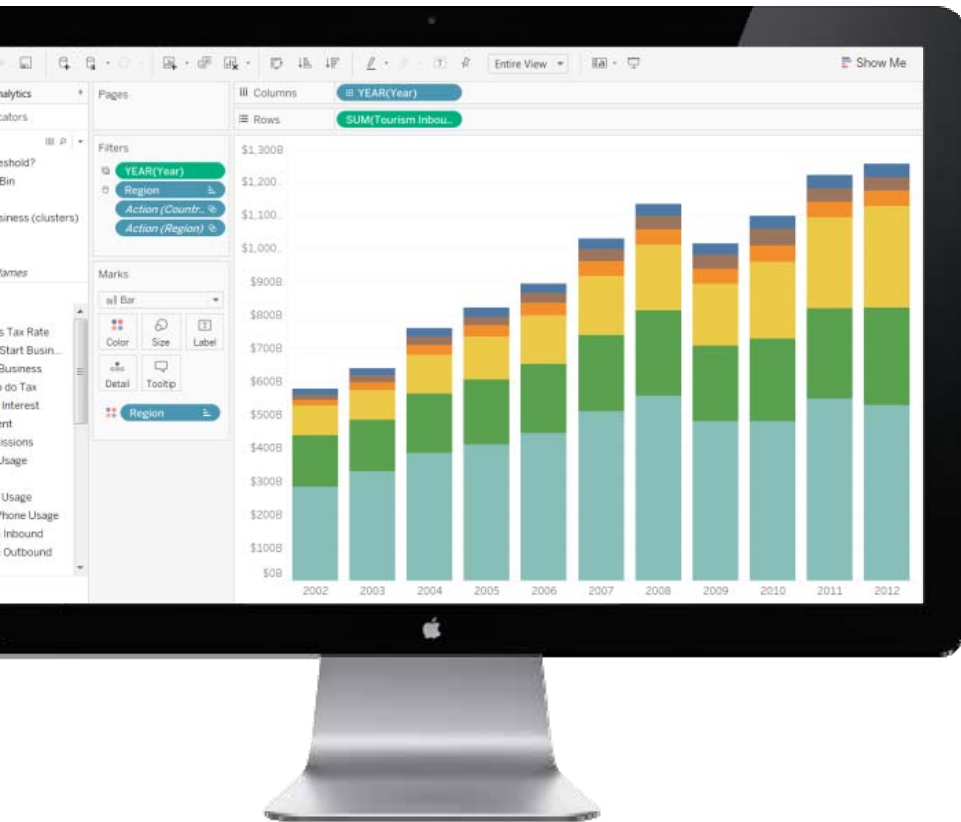 Entire View
Show Me
nalytics
Pages
Columns
YEAR(Year)
cators
Rows
SUM(Tourism Inbou..
Filters
YEAR(Year)
Region
Action (Countr..
Action (Region)
eshold?
Bin
siness (clusters)
Names
Marks
Bar
Color
Size
Label
Detail
Tooltip
Region
s Tax Rate
Start Busin...
Business
o do Tax
Interest
ent
issions
Usage
Usage
Phone Usage
Inbound
Outbound
$1,300B
$1,200..
$1,100..
$1,000..
$900B
$800B
$700B
$600B
$500B
$400B
$300B
$200B
$100B
$0B
2002 2003 2004 2005 2006 2007 2008 2009 2010 2011 2012